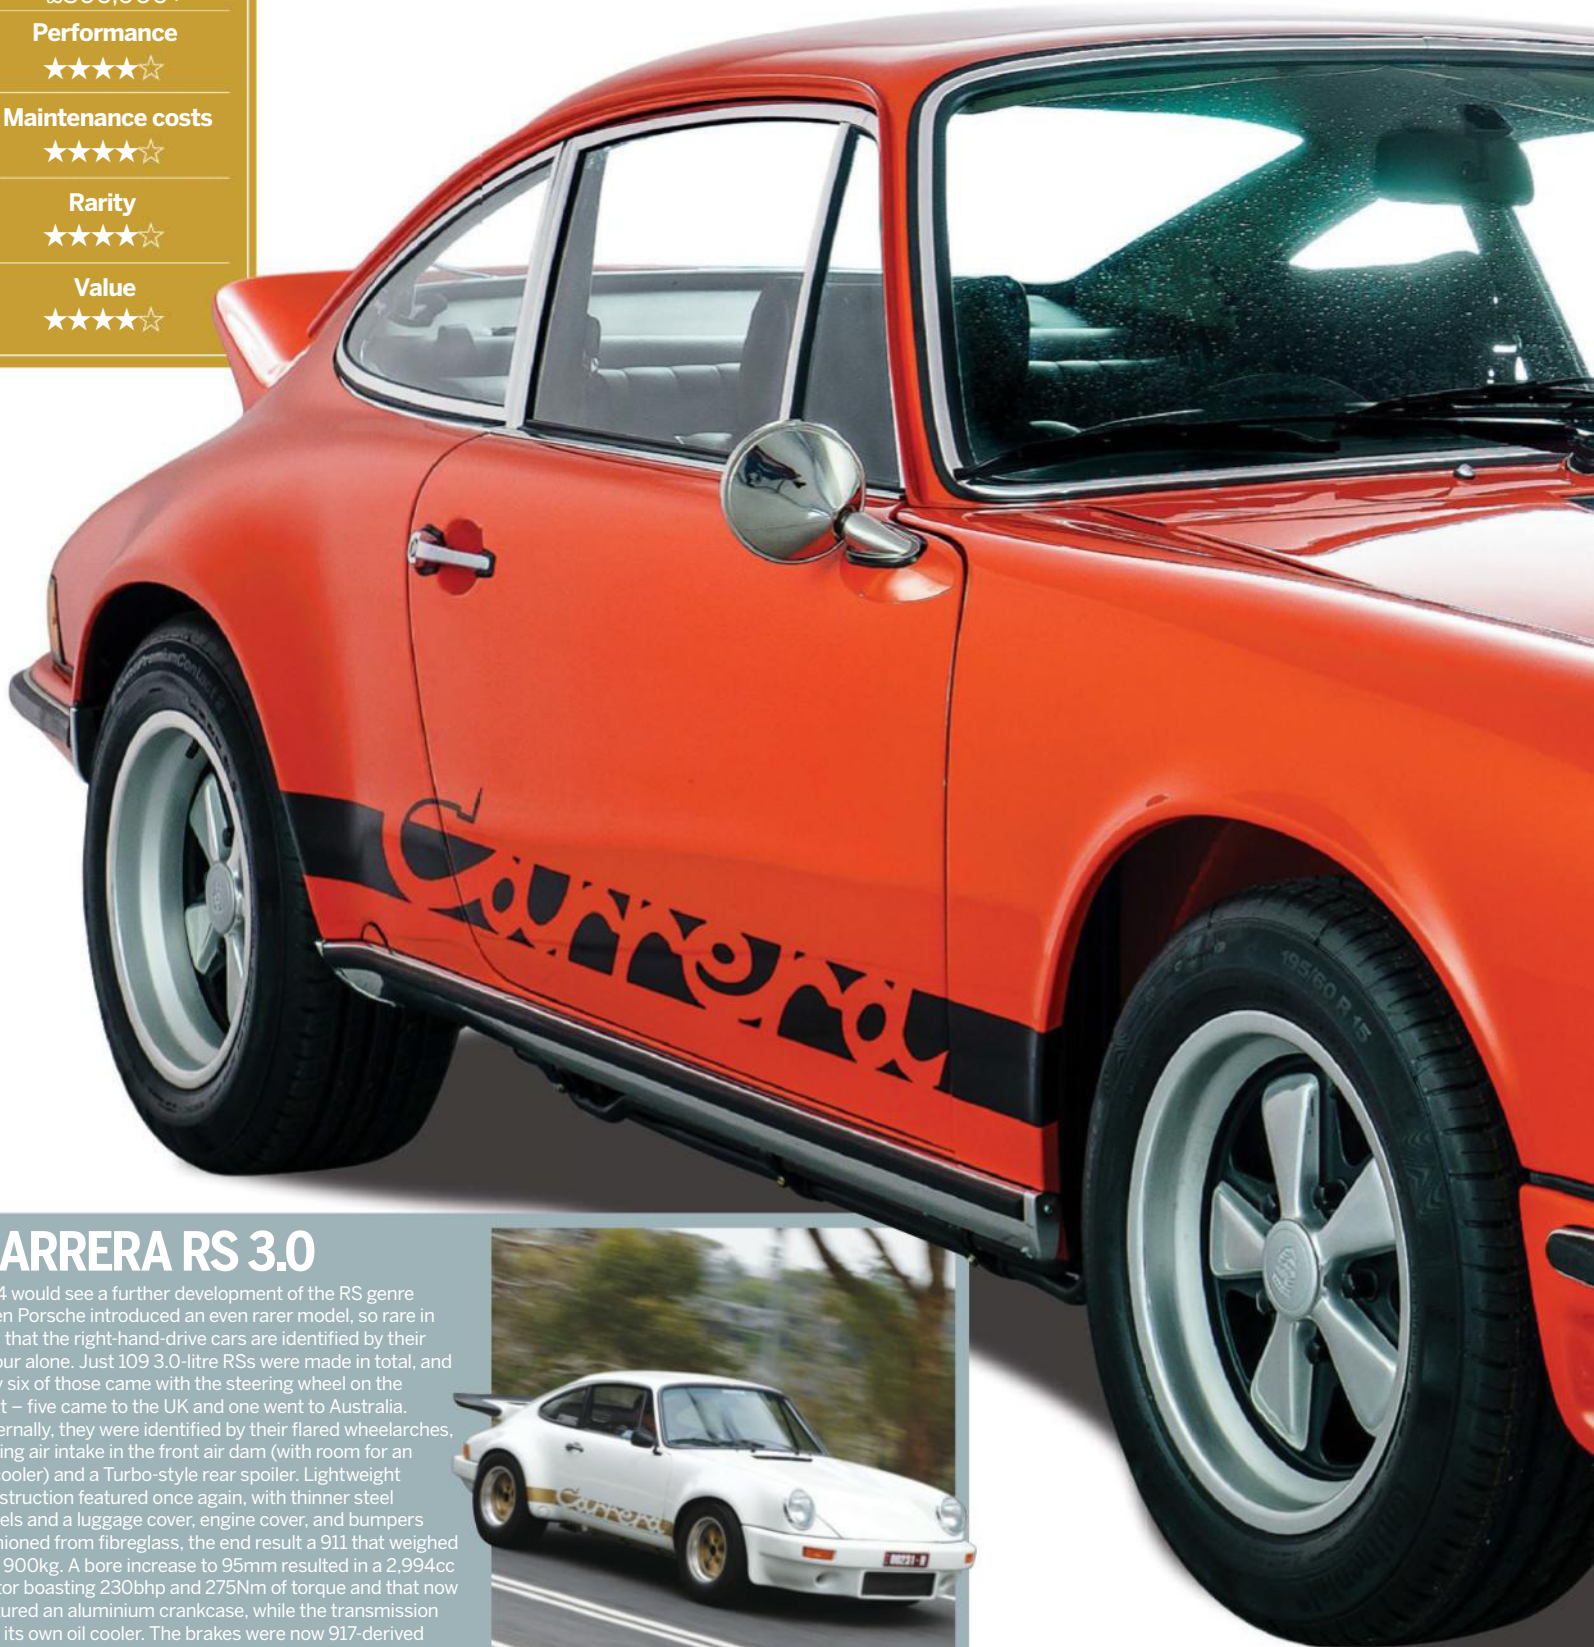 Performance
★★★★☆
Maintenance costs
★★★★☆
Rarity
★★★★☆
Value
★★★★☆
Carrera
195/60 R 15
ARRERA RS 3.0
4 would see a further development of the RS genre
en Porsche introduced an even rarer model, so rare in
that the right-hand-drive cars are identified by their
our alone. Just 109 3.0-litre RSs were made in total, and
y six of those came with the steering wheel on the
t – five came to the UK and one went to Australia.
ernally, they were identified by their flared wheelarches,
ing air intake in the front air dam (with room for an
cooler) and a Turbo-style rear spoiler. Lightweight
struction featured once again, with thinner steel
els and a luggage cover, engine cover, and bumpers
hioned from fibreglass, the end result a 911 that weighed
900kg. A bore increase to 95mm resulted in a 2,994cc
tor boasting 230bhp and 275Nm of torque and that now
tured an aluminium crankcase, while the transmission
its own oil cooler. The brakes were now 917-derived
Carrera